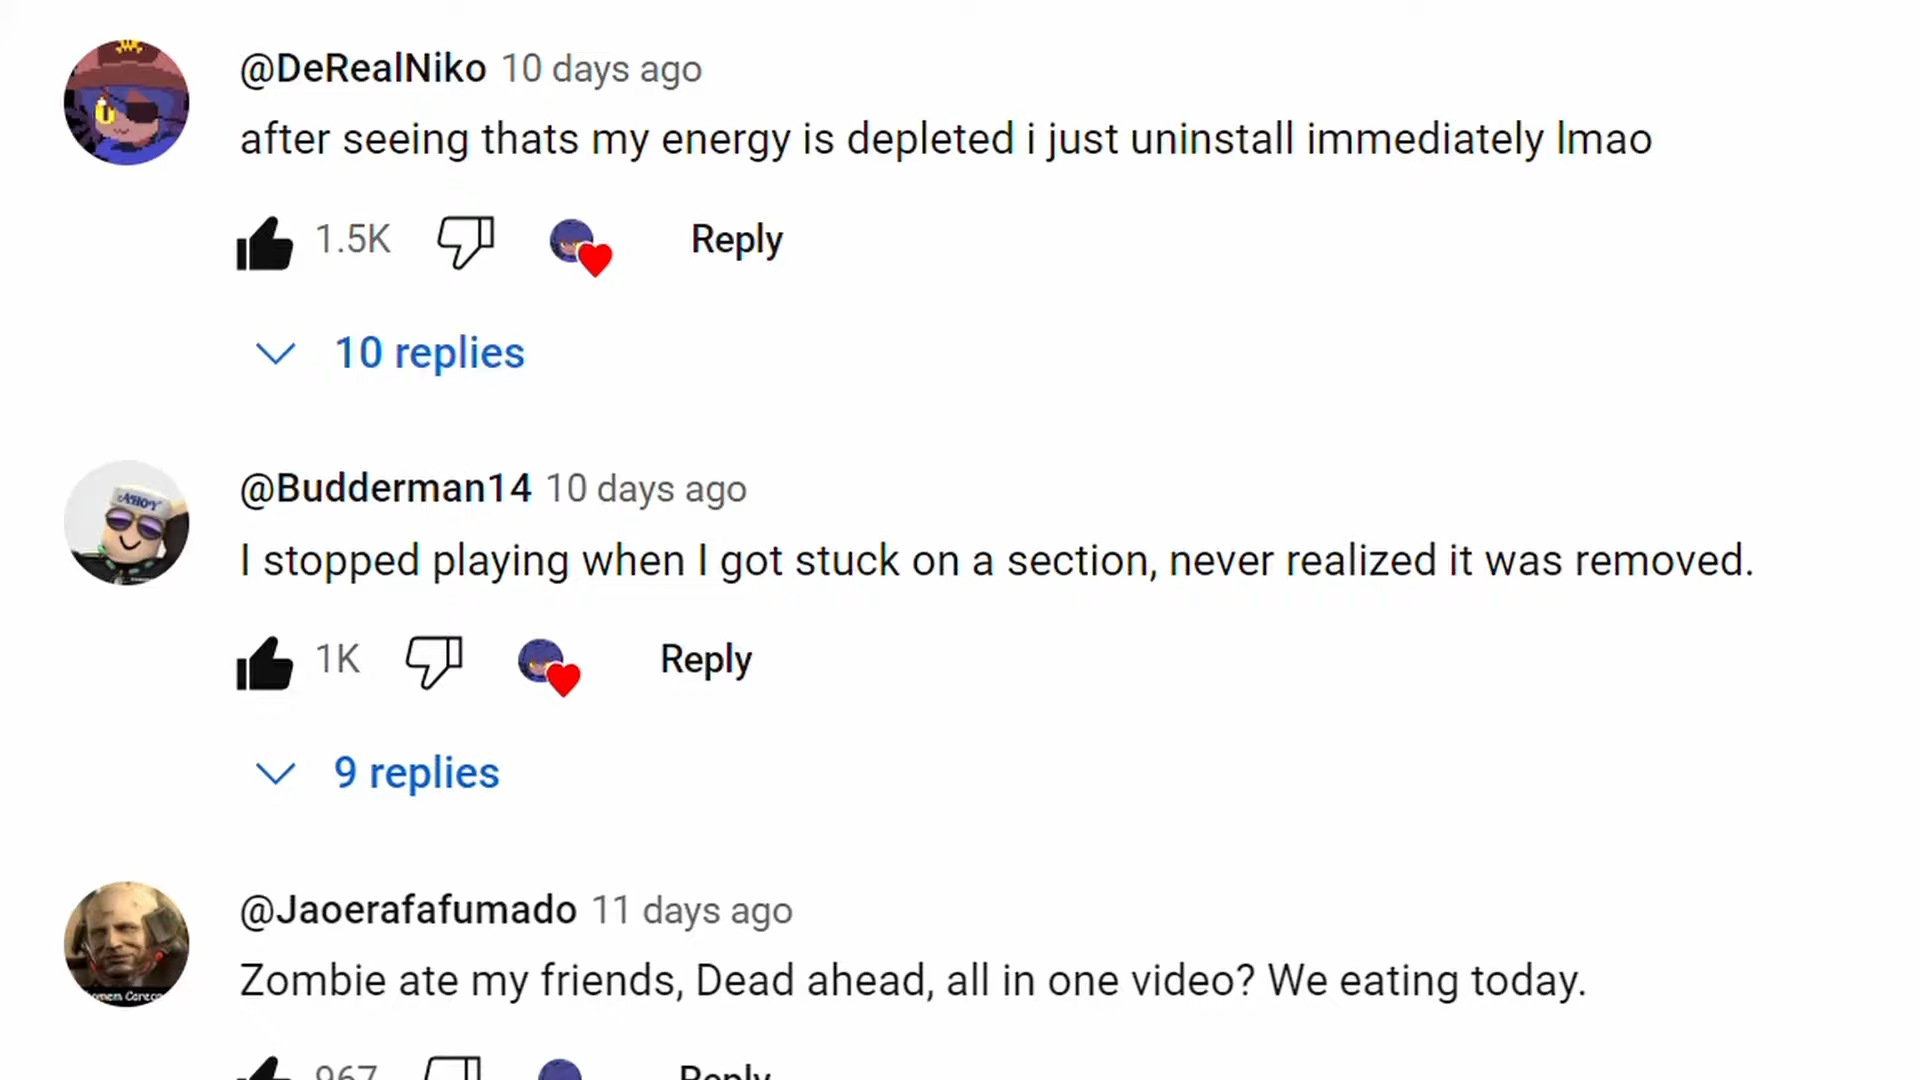 @DeRealNiko 10 days ago
after seeing thats my energy is depleted i just uninstall immediately lmao
1.5K Reply
10 replies
AHOY
@Budderman14 10 days ago
I stopped playing when I got stuck on a section, never realized it was removed.
1K Reply
9 replies
@Jaoerafafumado 11 days ago
Zombie ate my friends, Dead ahead, all in one video? We eating today.
967 Reply